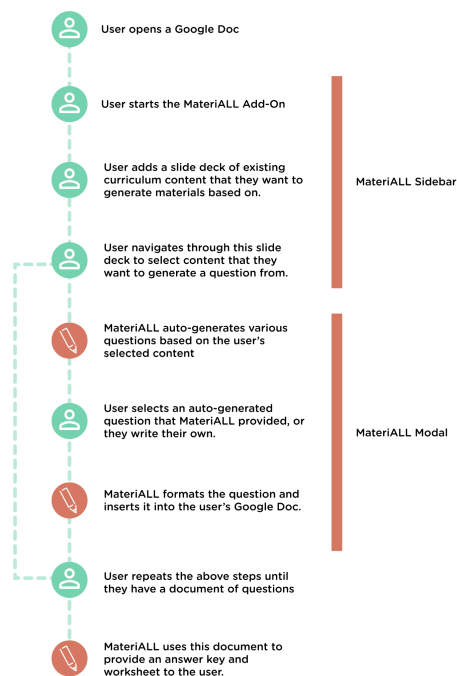 User opens a Google Doc
User starts the MateriALL Add-On
User adds a slide deck of existing
curriculum content that they want to
generate materials based on.
MateriALL Sidebar
User navigates through this slide
deck to select content that they
want to generate a question from.
MateriALL auto-generates various
questions based on the user's
selected content
User selects an auto-generated
question that MateriALL provided, or
they write their own.
MateriALL Modal
MateriALL formats the question and
inserts it into the user's Google Doc.
User repeats the above steps until
they have a document of questions
MateriALL uses this document to
provide an answer key and
worksheet to the user.